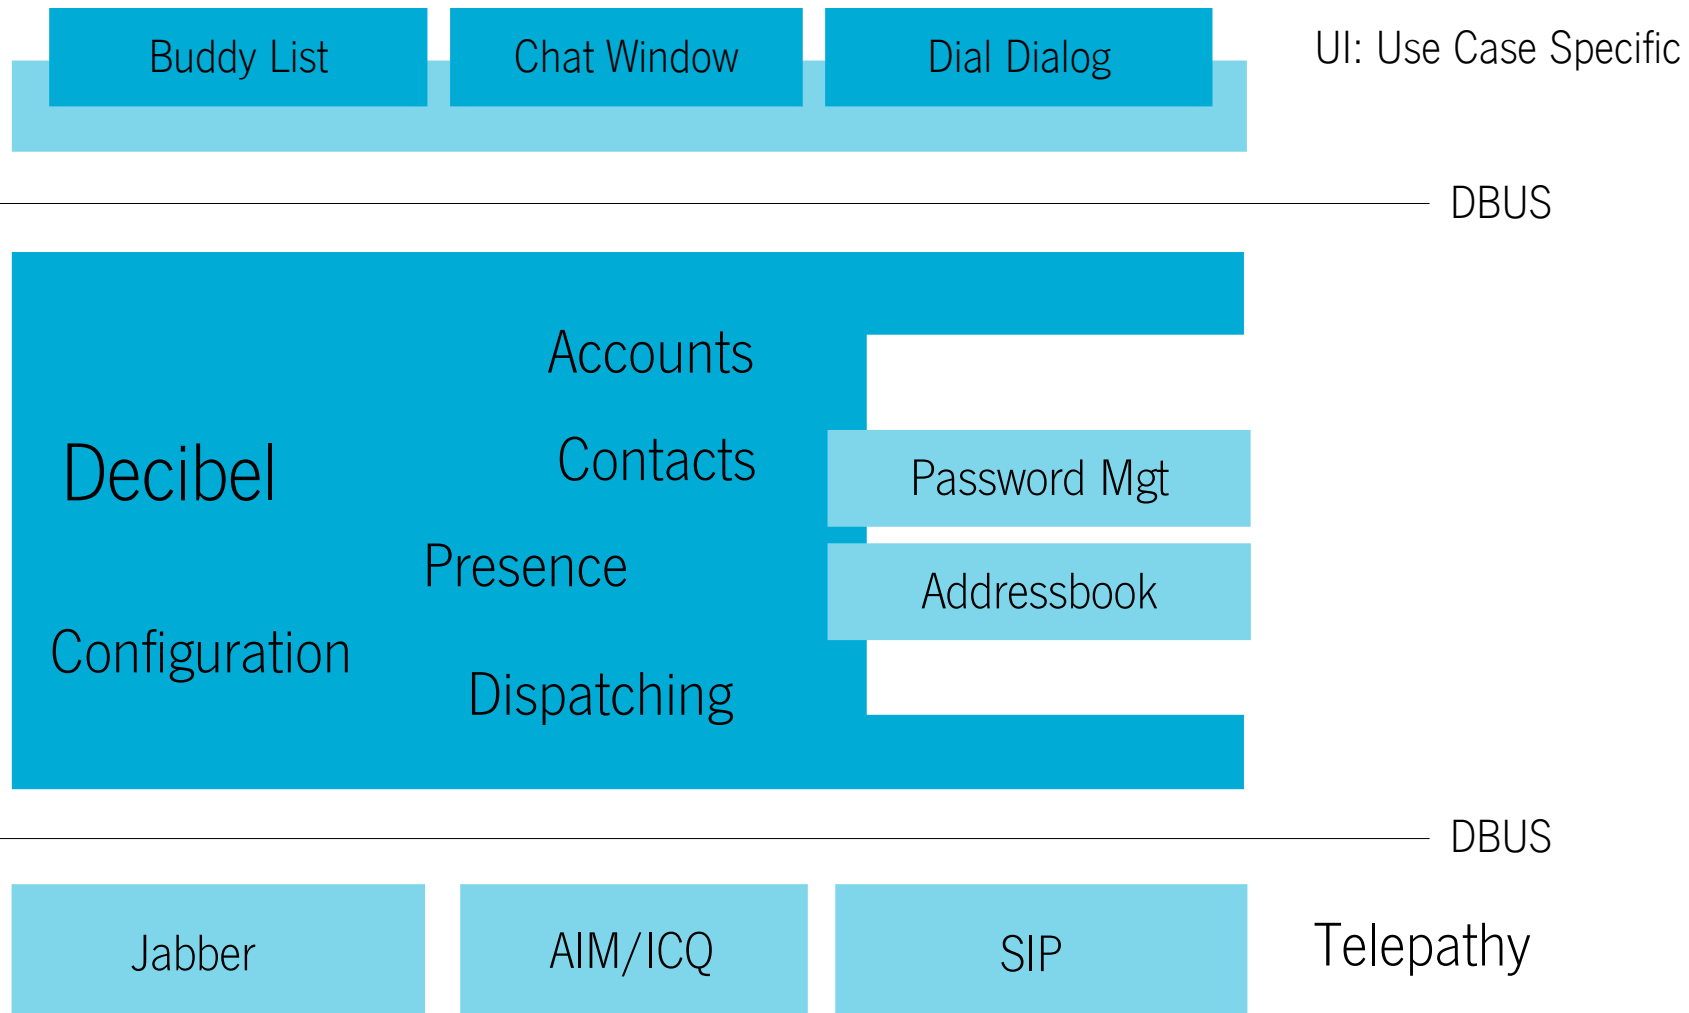 Buddy List
Chat Window
Dial Dialog
UI: Use Case Specific
DBUS
Accounts
Decibel
Contacts
Password Mgt
Presence
Addressbook
Configuration
Dispatching
DBUS
Jabber
AIM/ICQ
SIP
Telepathy